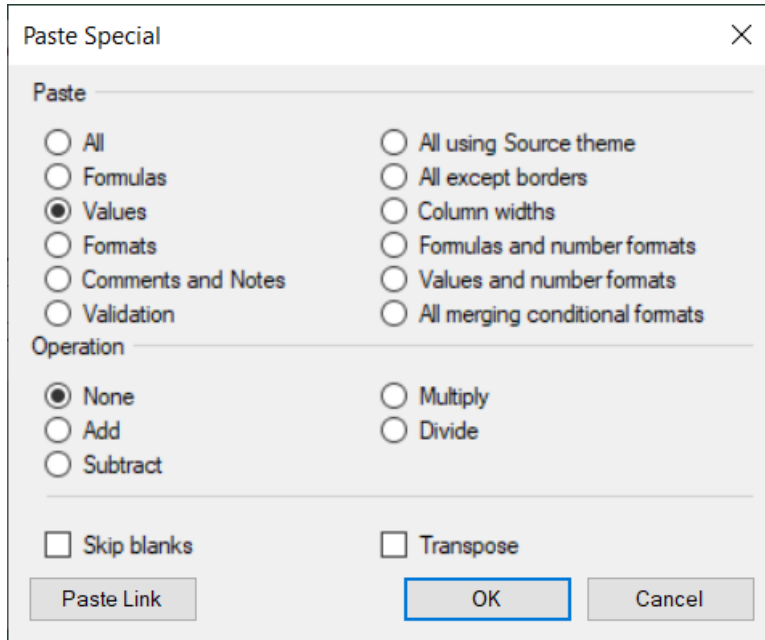 Paste Special
Paste
All
All using Source theme
Formulas
All except borders
Values
Column widths
Formats
Formulas and number formats
Comments and Notes
Values and number formats
Validation
All merging conditional formats
Operation
None
Multiply
Add
Divide
Subtract
Skip blanks
Transpose
Paste Link
OK
Cancel